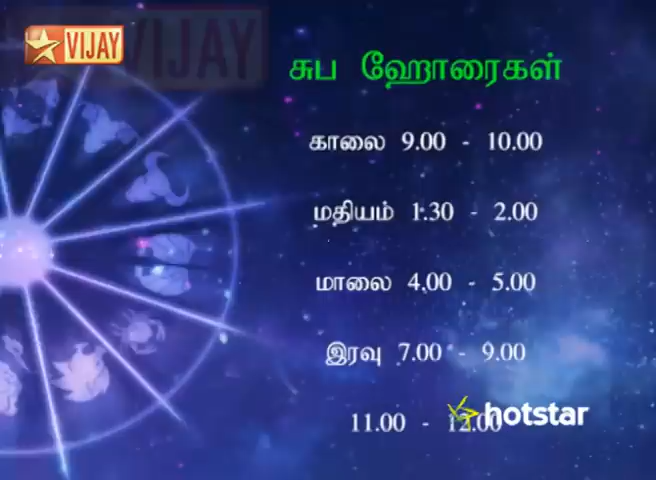 VIJAY
சுப ஹோரைகள்
காலை 9.00 - 10.00
மதியம் 1.30 - 2.00
மாலை 4.00 - 5.00
இரவு 7.00 - 9.00
11.00 - 12.00
hotstar